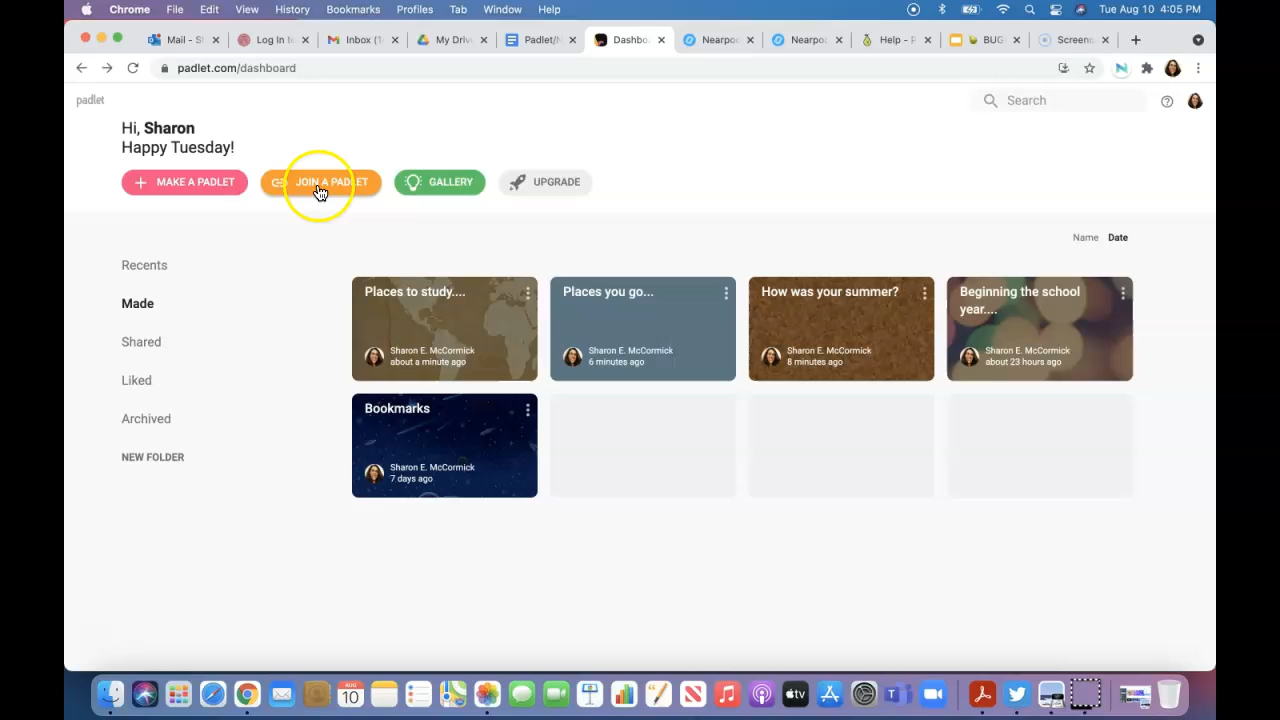 Chrome File Edit View History Bookmarks Profiles Tab Window Help Tue Aug 10 4:05 PM
Mail - S Log In t Inbox (1 My Driv Padlet/N Dashbo Nearpo Nearpo Help - P BUG Screen
padlet.com/dashboard
padlet
Search
Hi, Sharon
Happy Tuesday!
MAKE A PADLET JOIN A PADLET GALLERY UPGRADE
Name Date
Recents
Made
Shared
Liked
Archived
NEW FOLDER
Places to study....
Sharon E. McCormick
about a minute ago
Places you go...
Sharon E. McCormick
6 minutes ago
How was your summer?
Sharon E. McCormick
8 minutes ago
Beginning the school
year....
Sharon E. McCormick
about 23 hours ago
Bookmarks
Sharon E. McCormick
7 days ago
AUG
10
tv